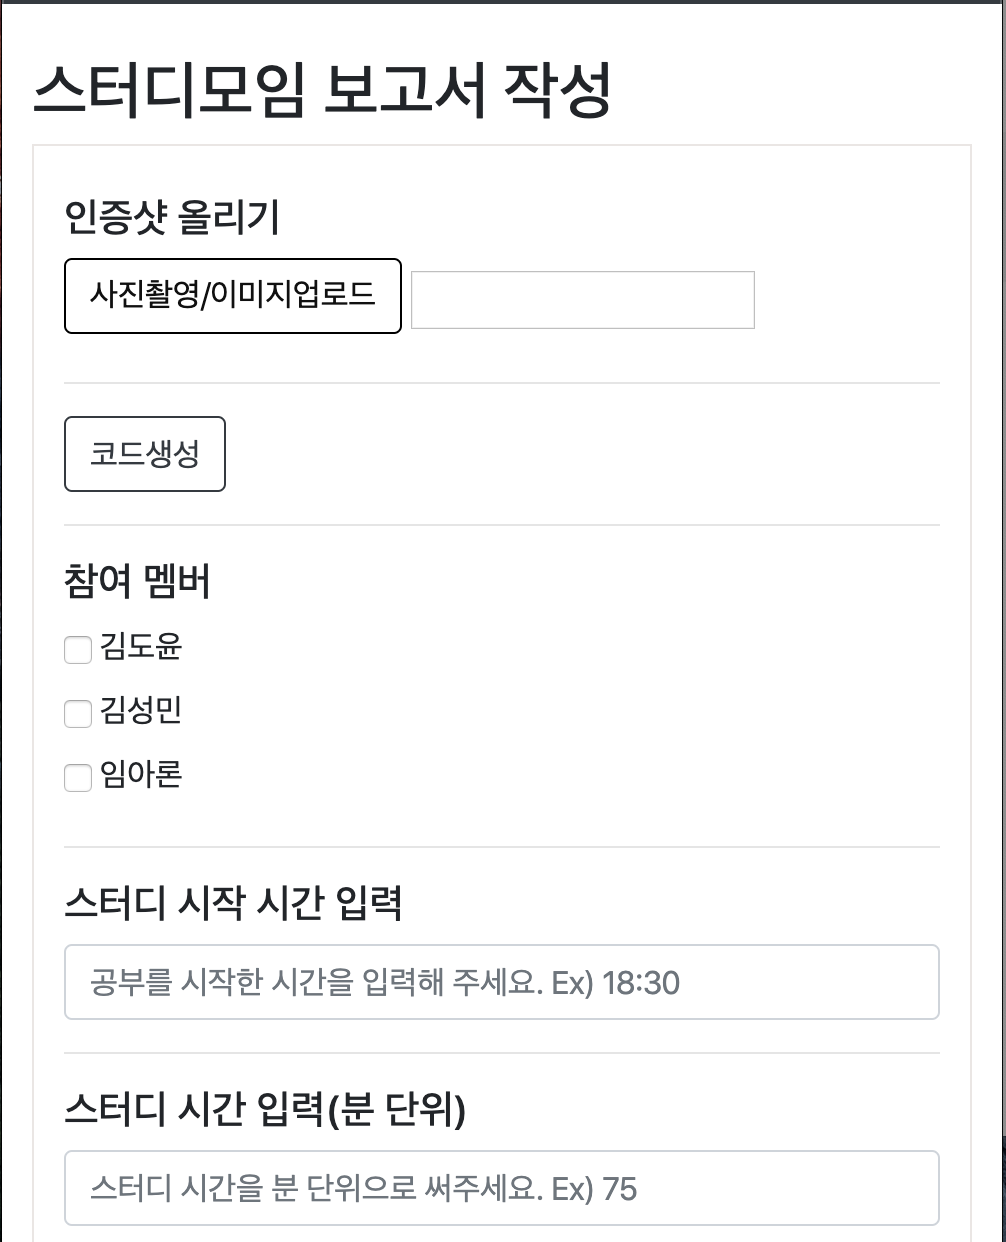 스터디모임 보고서 작성
인증샷 올리기
사진촬영/이미지업로드
코드생성
참여 멤버
김도윤
김성민
임아론
스터디 시작 시간 입력
공부를 시작한 시간을 입력해 주세요. Ex) 18:30
스터디 시간 입력(분 단위)
스터디 시간을 분 단위으로 써주세요. Ex) 75